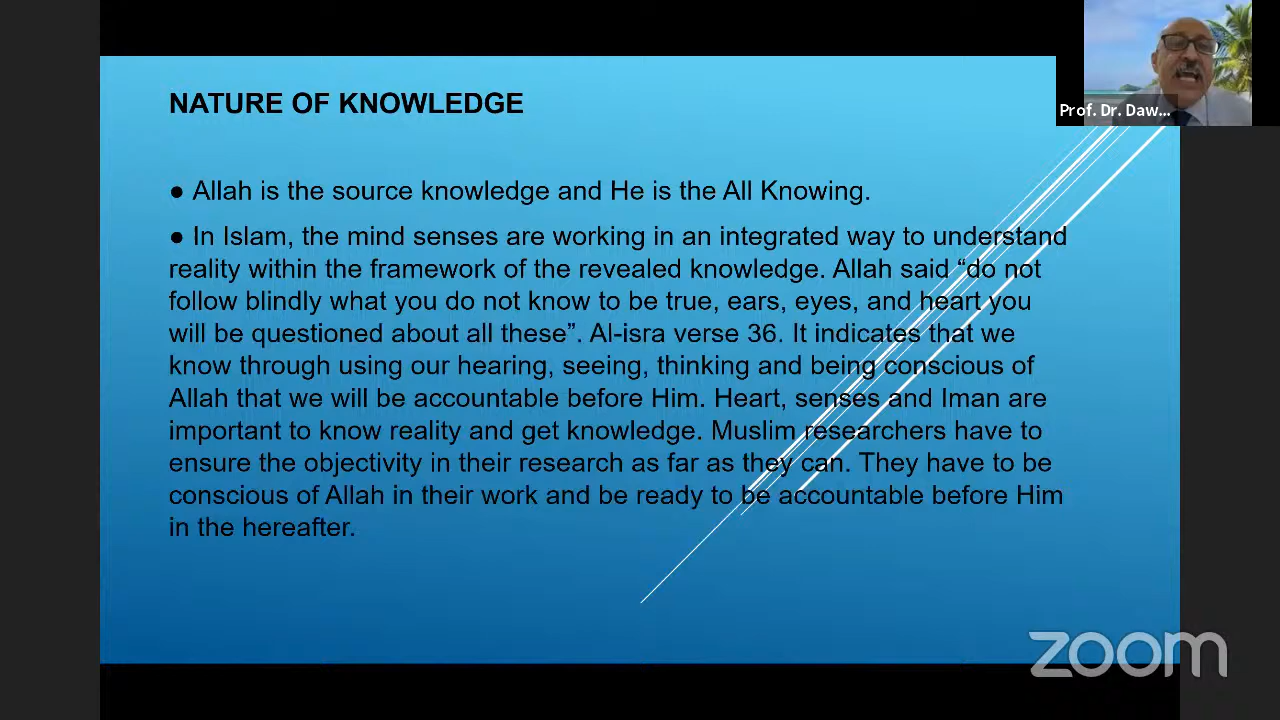 NATURE OF KNOWLEDGE
● Allah is the source knowledge and He is the All Knowing.
● In Islam, the mind senses are working in an integrated way to understand
reality within the framework of the revealed knowledge. Allah said “do not
follow blindly what you do not know to be true, ears, eyes, and heart you
will be questioned about all these”. Al-isra verse 36. It indicates that we
know through using our hearing, seeing, thinking and being conscious of
Allah that we will be accountable before Him. Heart, senses and Iman are
important to know reality and get knowledge. Muslim researchers have to
ensure the objectivity in their research as far as they can. They have to be
conscious of Allah in their work and be ready to be accountable before Him
in the hereafter.
Prof. Dr. Daw...
zoom